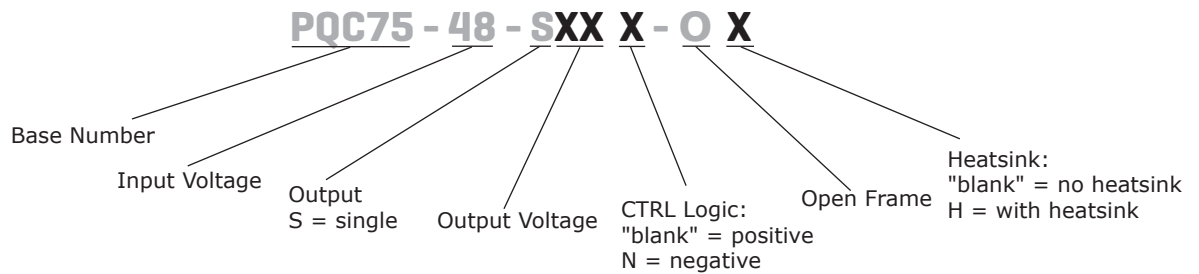 PQC75 - 48 - SXX X - O X
Base Number
Input Voltage
Output
S = single
Output Voltage
CTRL Logic:
"blank" = positive
N = negative
Open Frame
Heatsink:
"blank" = no heatsink
H = with heatsink